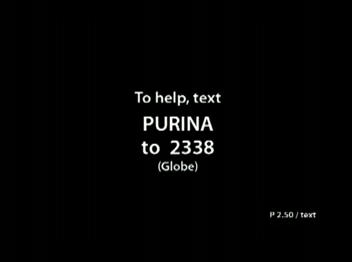 To help, text
PURINA
to 2338
(Globe)
P 2.50 / text